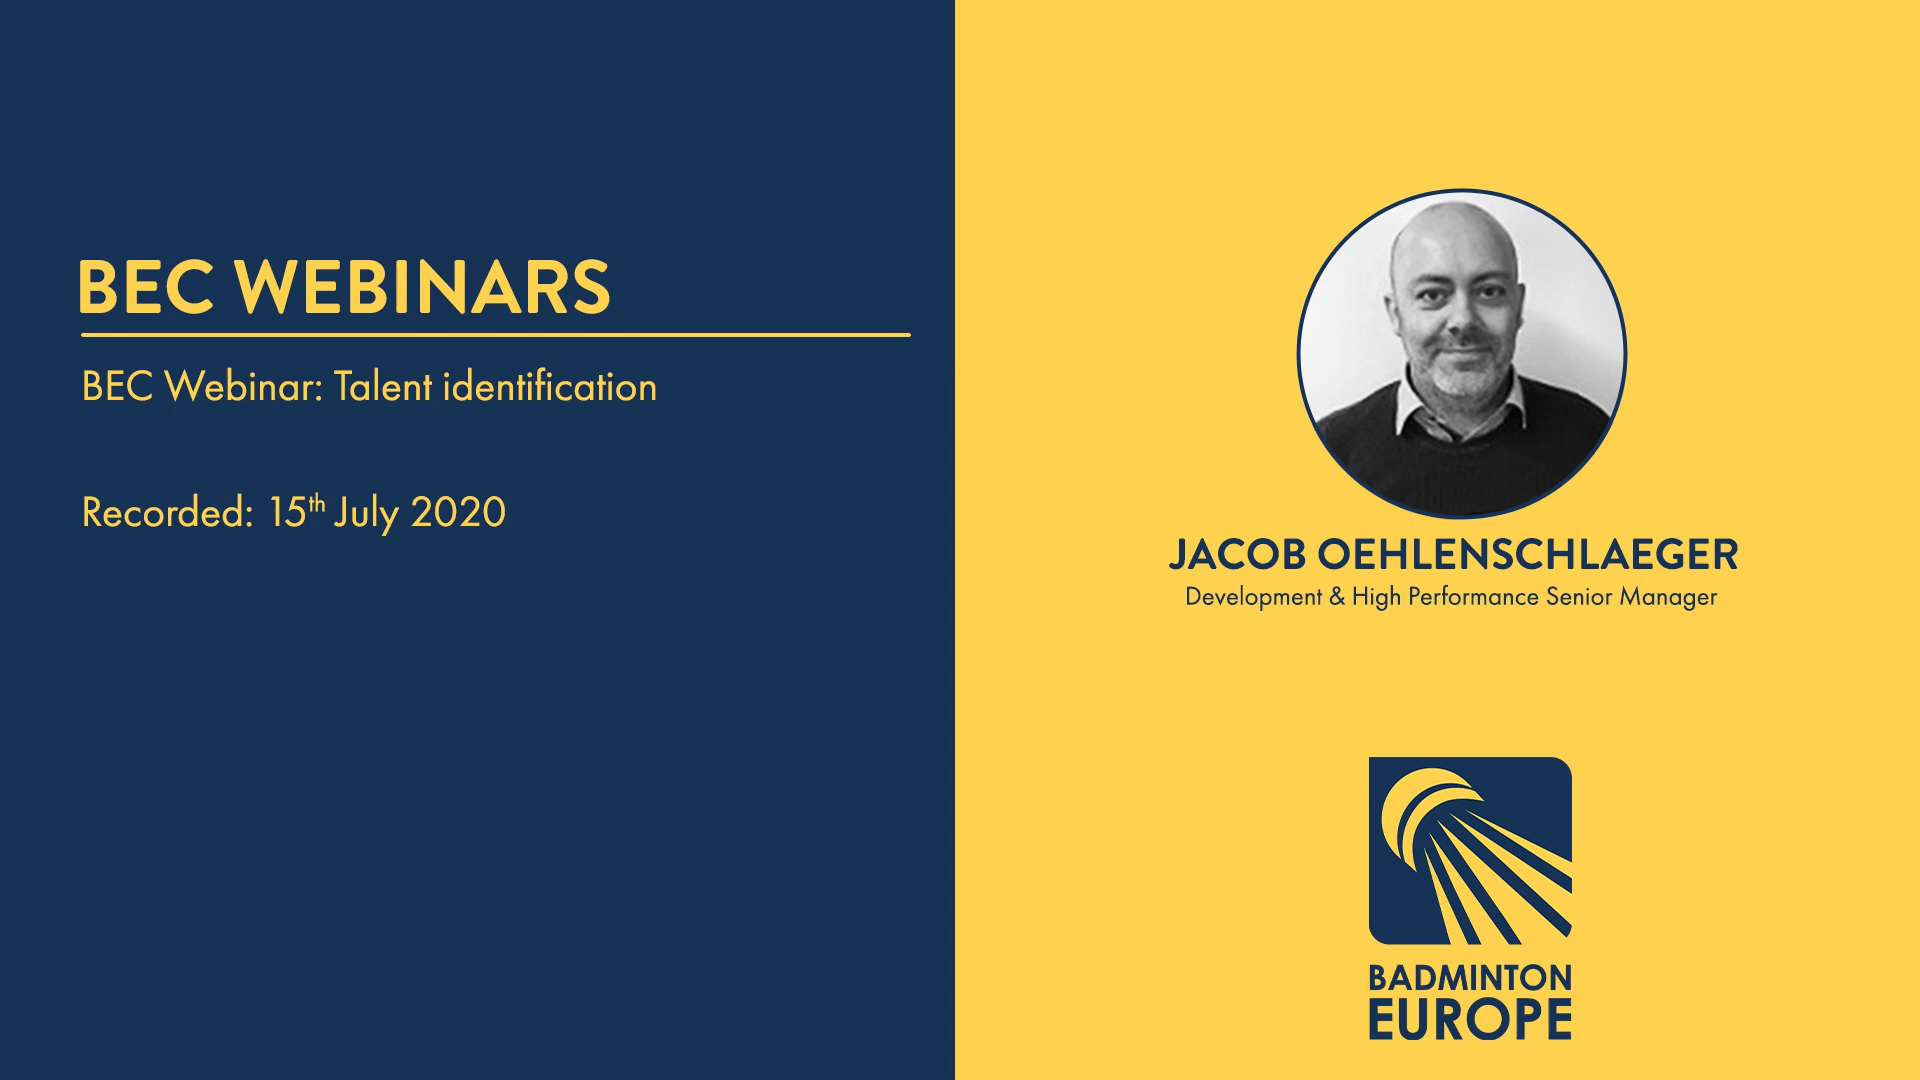 BEC WEBINARS
BEC Webinar: Talent identification
Recorded: 15th July 2020
JACOB OEHLENSCHLAEGER
Development & High Performance Senior Manager
BADMINTON
EUROPE